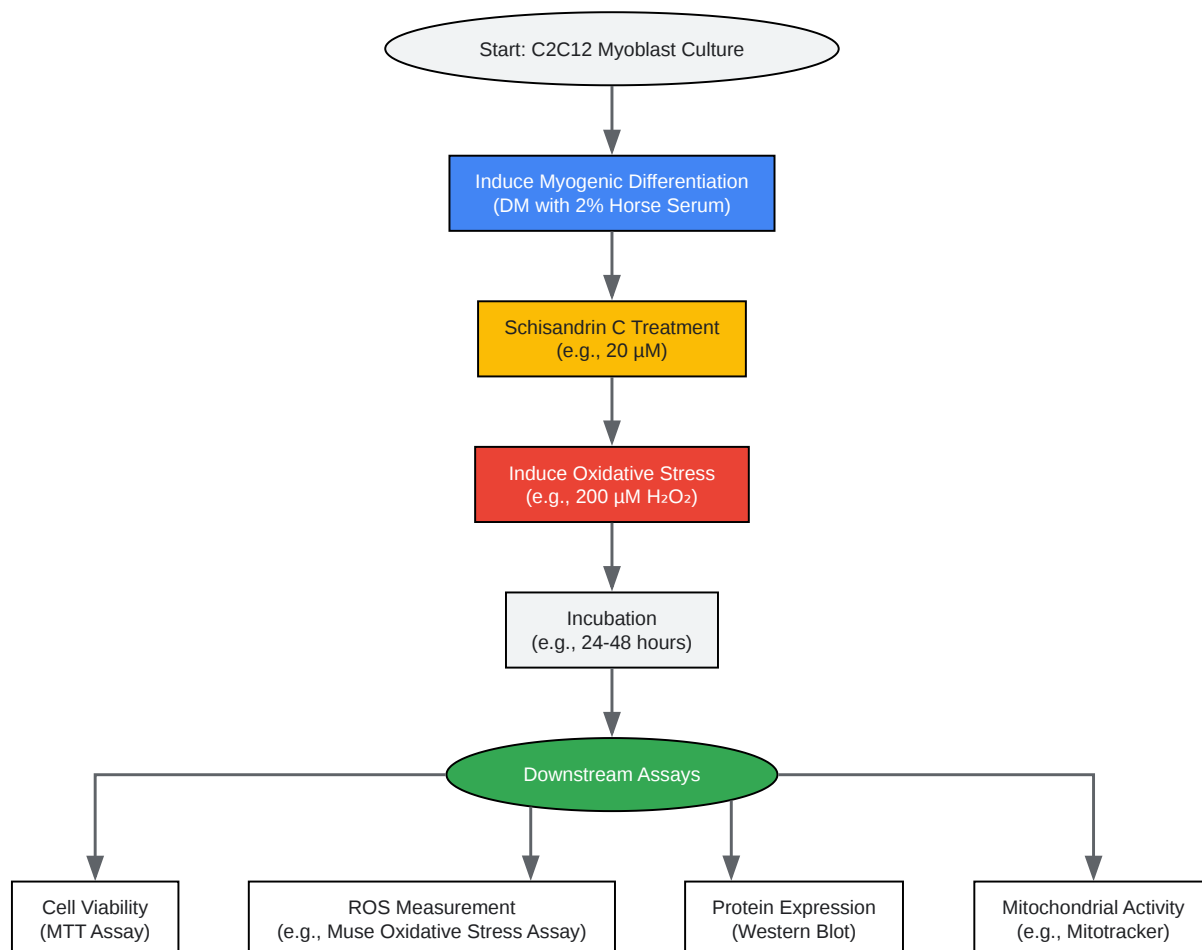 Start: C2C12 Myoblast Culture
Induce Myogenic Differentiation
(DM with 2% Horse Serum)
Schisandrin C Treatment
(e.g., 20 µM)
Induce Oxidative Stress
(e.g., 200 µM H₂O₂)
Incubation
(e.g., 24-48 hours)
Downstream Assays
Cell Viability
(MTT Assay)
ROS Measurement
(e.g., Muse Oxidative Stress Assay)
Protein Expression
(Western Blot)
Mitochondrial Activity
(e.g., Mitotracker)